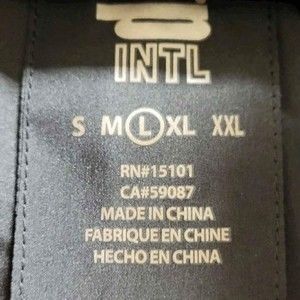 INTL
S M L XL XXL
RN#15101
CA#59087
MADE IN CHINA
FABRIQUE EN CHINE
HECHO EN CHINA